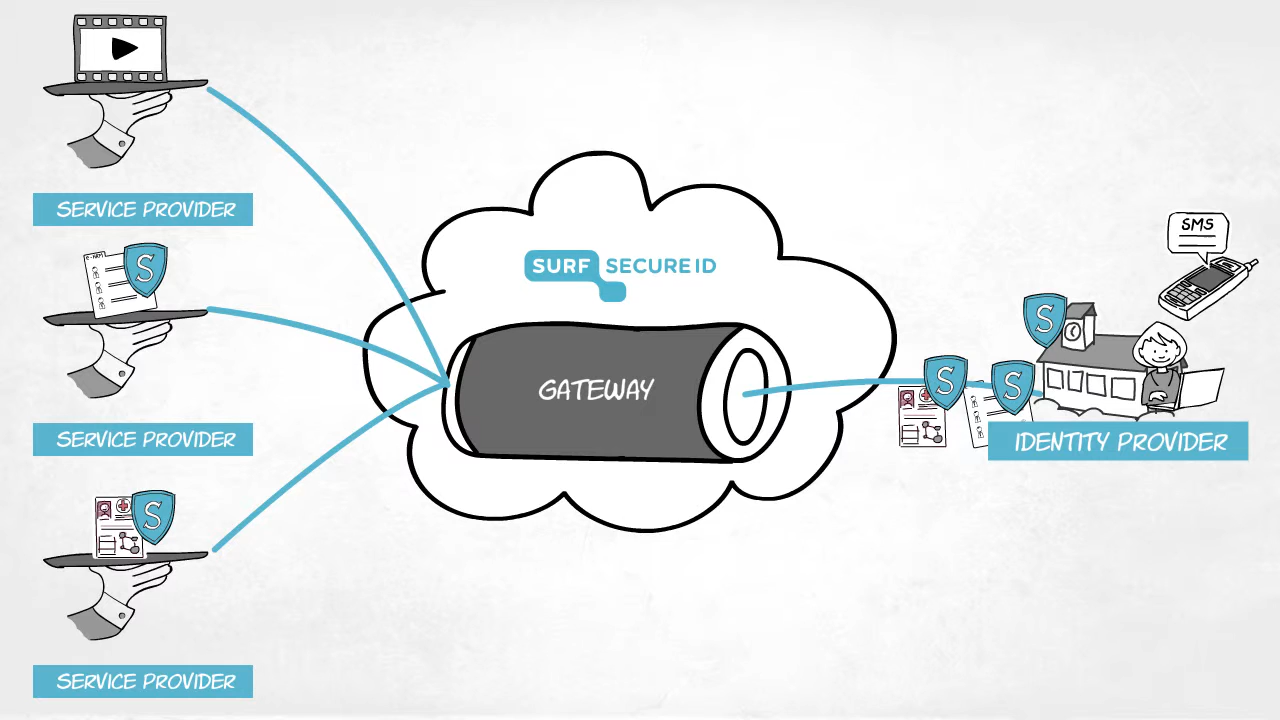 SERVICE PROVIDER
S
SERVICE PROVIDER
S
SERVICE PROVIDER
SURF SECURE ID
GATEWAY
SMS
S
S
S
IDENTITY PROVIDER